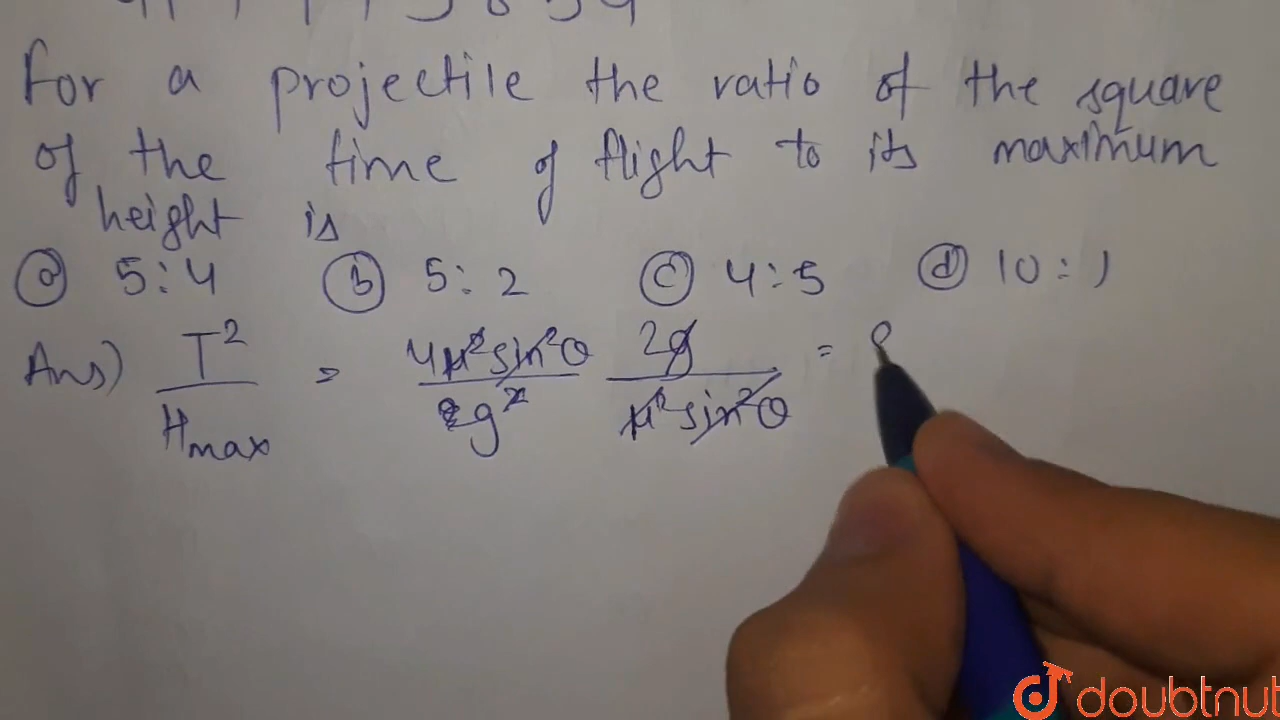 For a projectile the ratio of the square
of the time of flight to its maximum
height is
(a) 5:4 (b) 5:2 (c) 4:5 (d) 10:1
Ans) T²/Hmax = 4u²sin²θ/g² 2g/u²sin²θ = 8
doubtnut